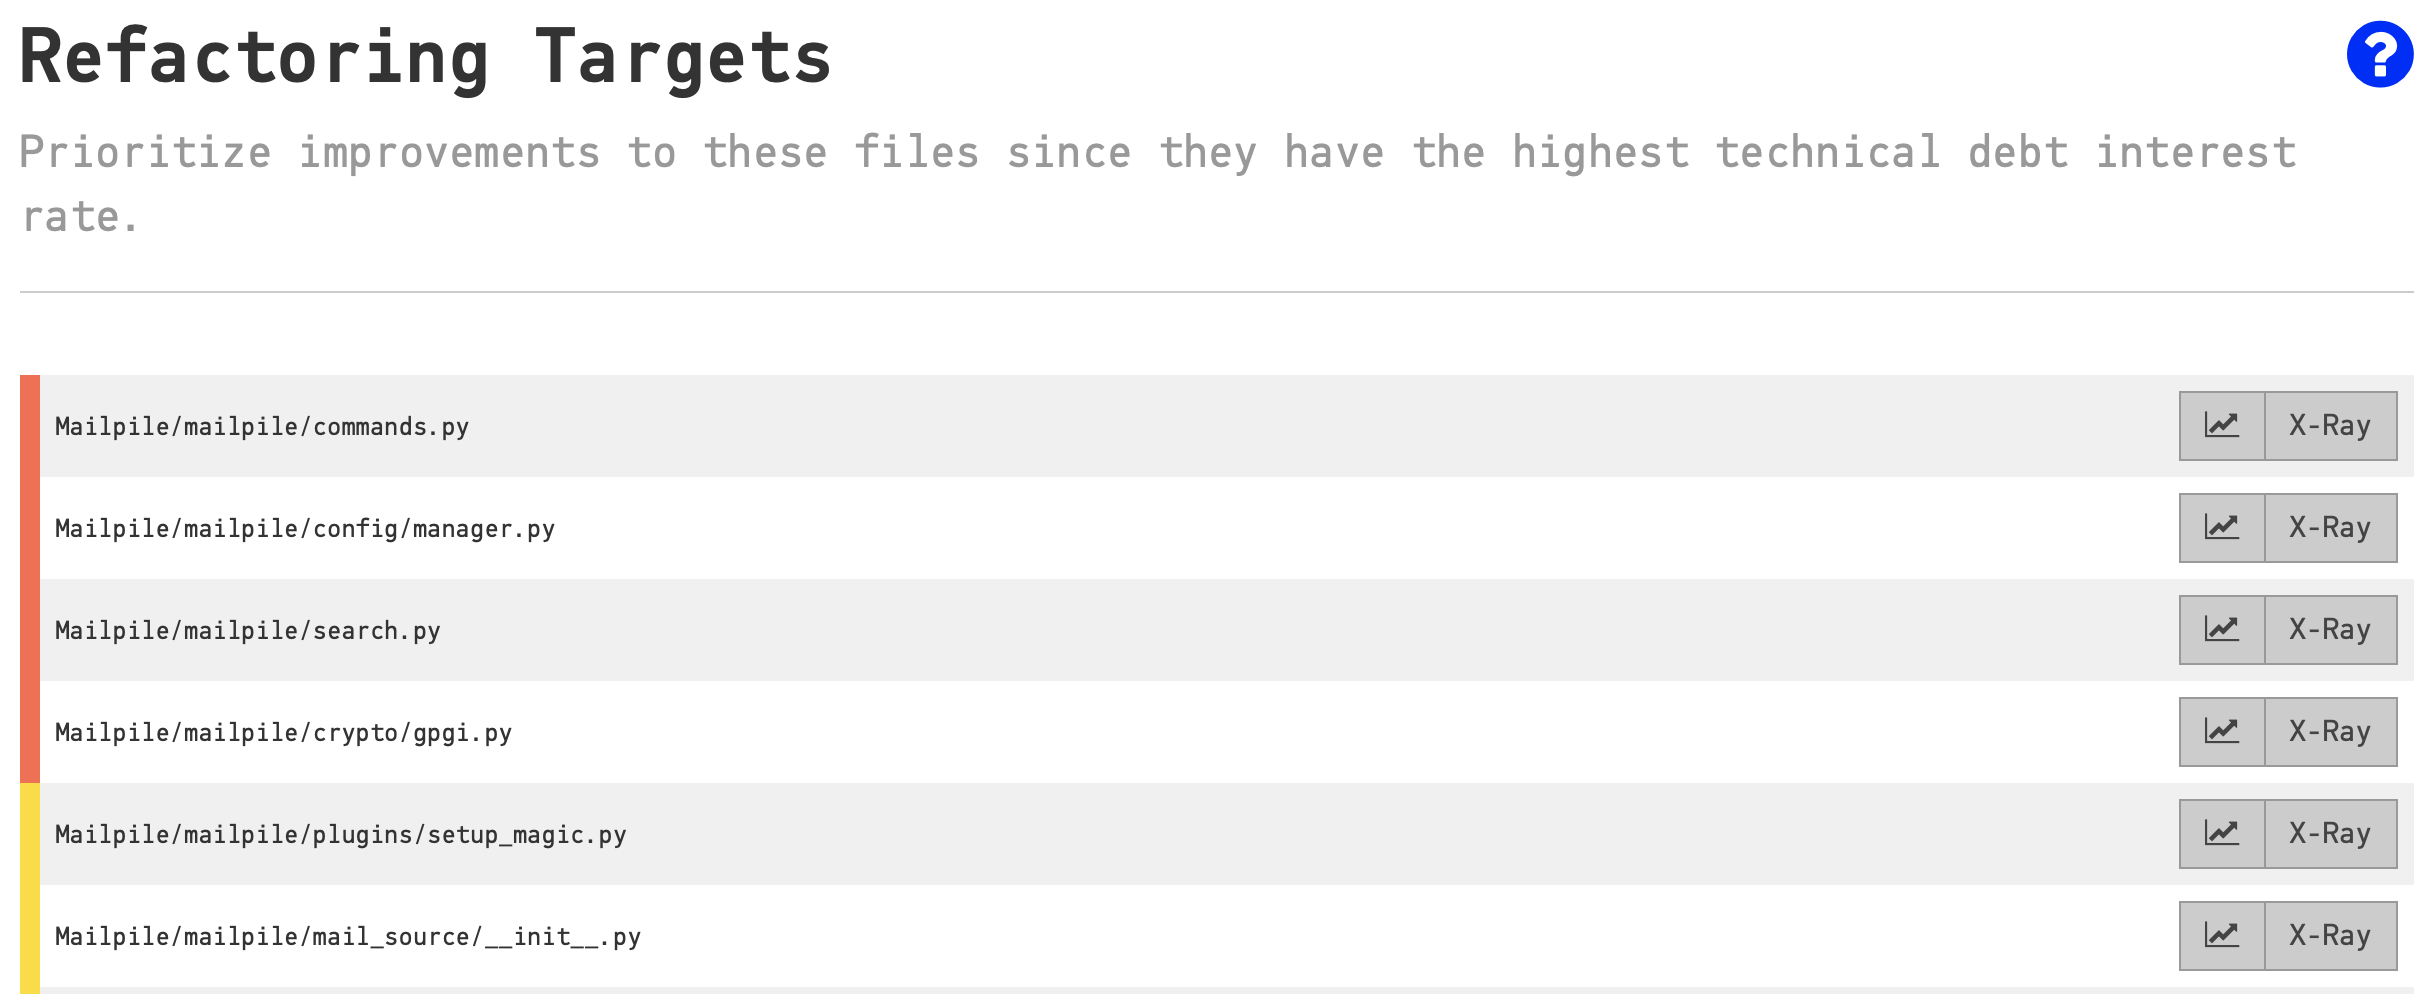 Refactoring Targets
?
Prioritize improvements to these files since they have the highest technical debt interest
rate.
Mailpile/mailpile/commands.py X-Ray
Mailpile/mailpile/config/manager.py X-Ray
Mailpile/mailpile/search.py X-Ray
Mailpile/mailpile/crypto/gpgi.py X-Ray
Mailpile/mailpile/plugins/setup_magic.py X-Ray
Mailpile/mailpile/mail_source/__init__.py X-Ray